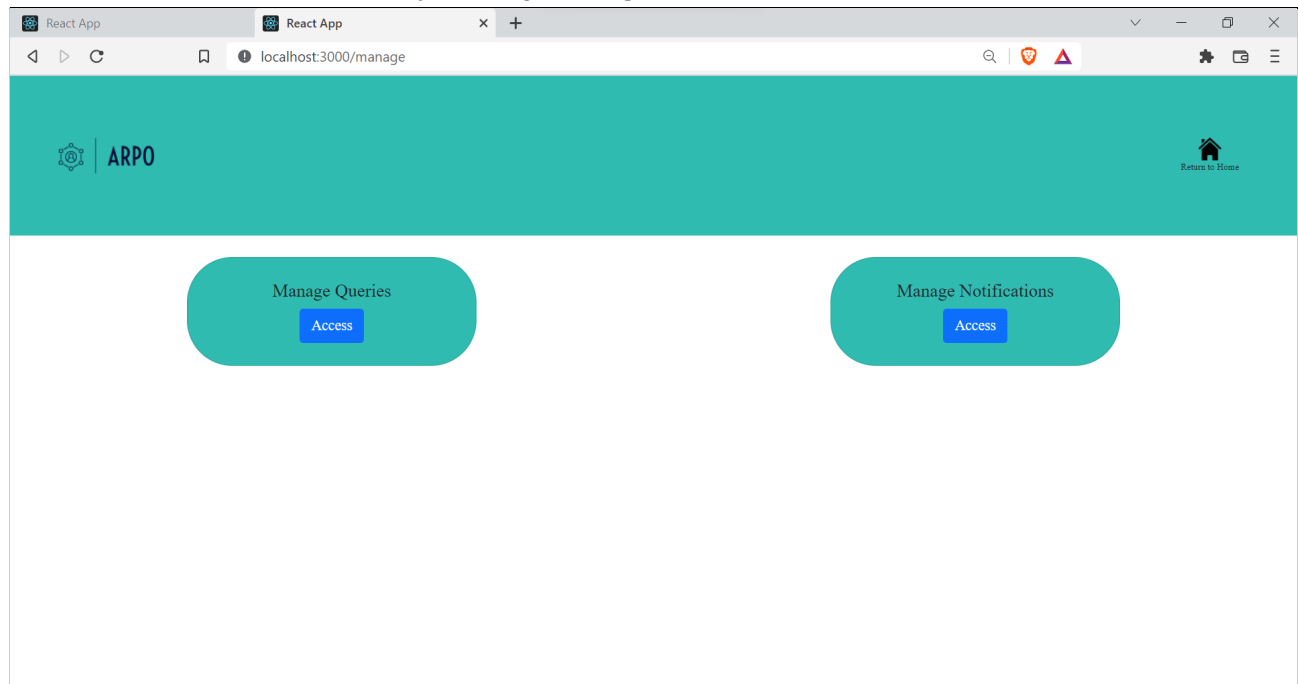 React App
React App
localhost:3000/manage
ARPO
Return to Home
Manage Queries
Access
Manage Notifications
Access